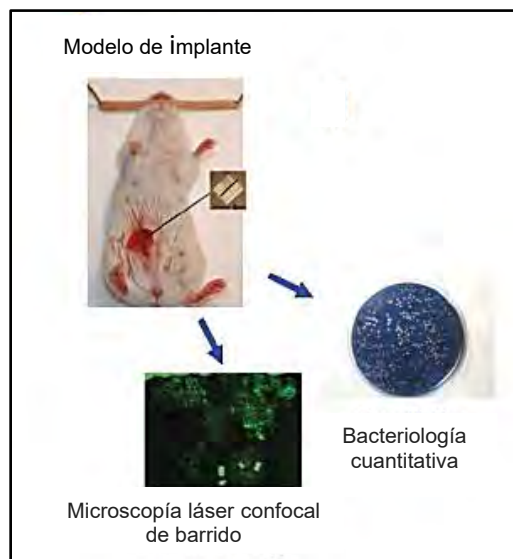 Modelo de implante
Bacteriología
cuantitativa
Microscopía láser confocal
de barrido